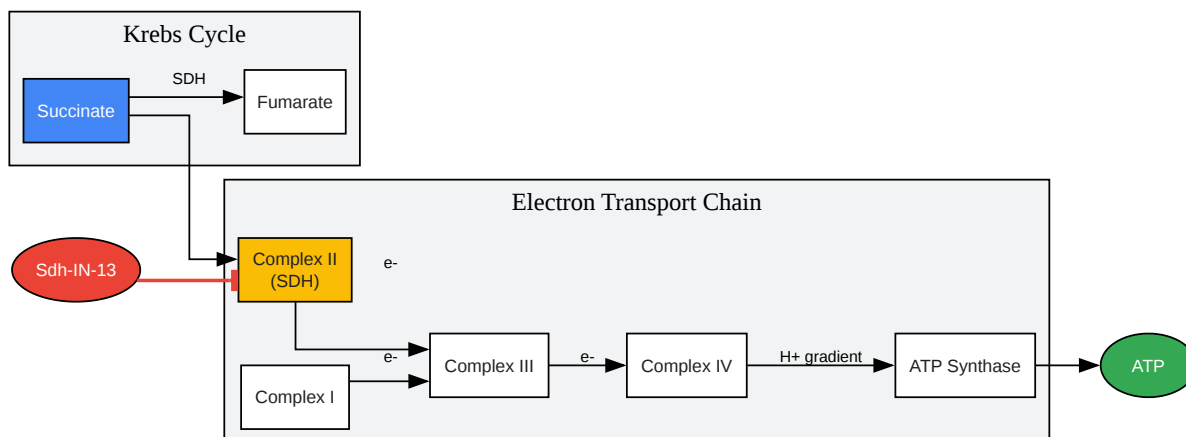 Krebs Cycle
SDH
Succinate
Fumarate
Electron Transport Chain
Sdh-IN-13
Complex II
(SDH)
e-
e-
Complex I
Complex III
e-
Complex IV
H+ gradient
ATP Synthase
ATP